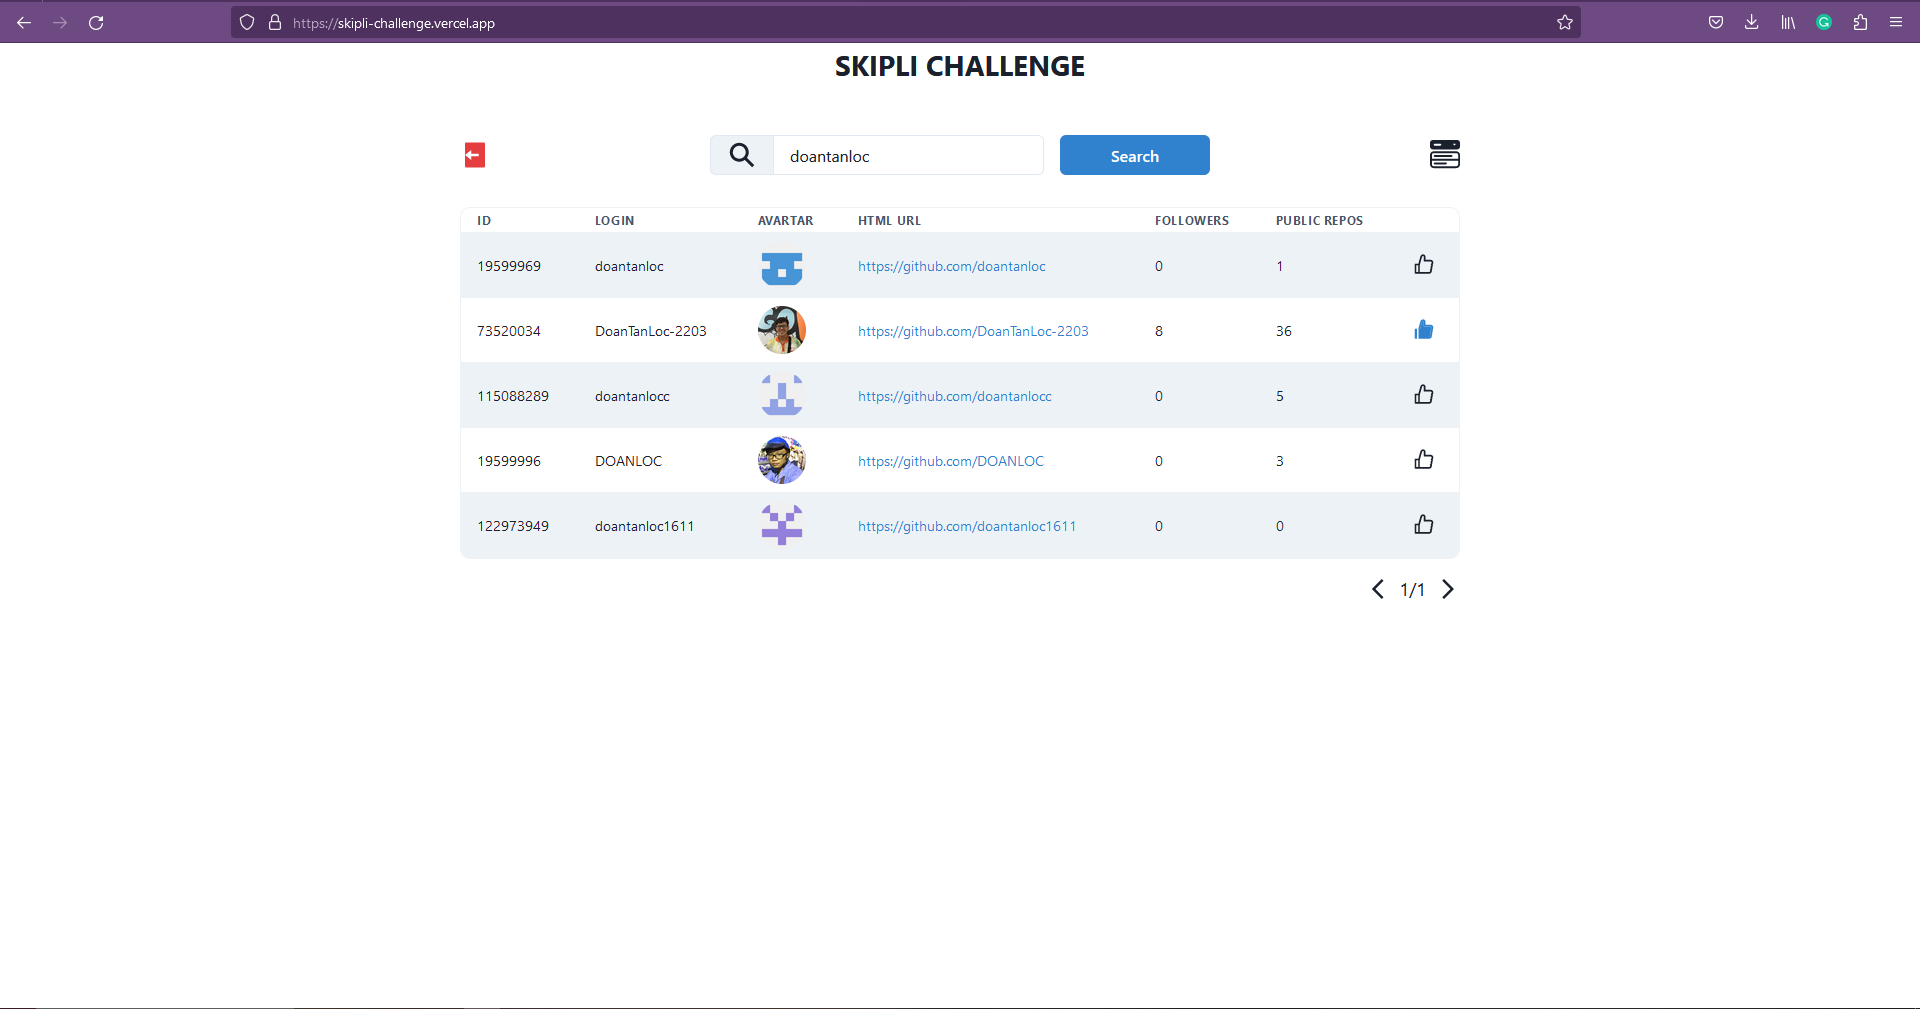 https://skipli-challenge.vercel.app
SKIPLI CHALLENGE
doantanloc Search
ID LOGIN AVARTAR HTML URL FOLLOWERS PUBLIC REPOS
19599969 doantanloc https://github.com/doantanloc 0 1
73520034 DoanTanLoc-2203 https://github.com/DoanTanLoc-2203 8 36
115088289 doantanlocc https://github.com/doantanlocc 0 5
19599996 DOANLOC https://github.com/DOANLOC 0 3
122973949 doantanloc1611 https://github.com/doantanloc1611 0 0
1/1